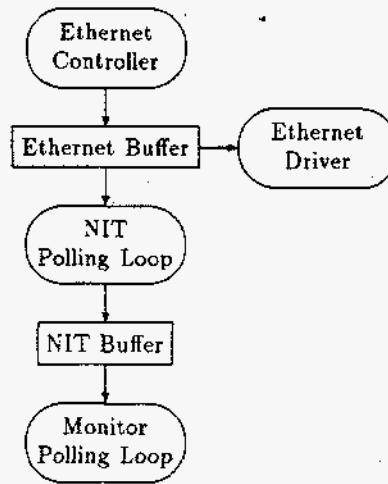 Ethernet
Controller
Ethernet Buffer
Ethernet
Driver
NIT
Polling Loop
NIT Buffer
Monitor
Polling Loop